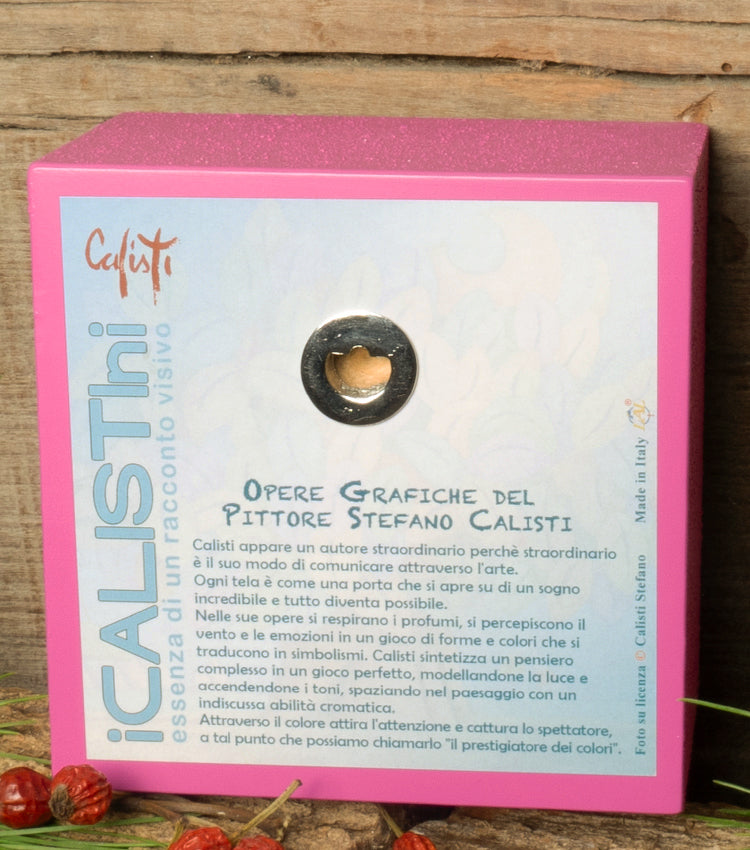 Calisti
iCALISTIni
essenza di un racconto visivo
Opere Grafiche del
Pittore Stefano Calisti
Calisti appare un autore straordinario perchè straordinario
è il suo modo di comunicare attraverso l'arte.
Ogni tela è come una porta che si apre su di un sogno
incredibile e tutto diventa possibile.
Nelle sue opere si respirano i profumi, si percepiscono il
vento e le emozioni in un gioco di forme e colori che si
traducono in simbolismi. Calisti sintetizza un pensiero
complesso in un gioco perfetto, modellandone la luce e
accendendone i toni, spaziando nel paesaggio con un
indiscussa abilità cromatica.
Attraverso il colore attira l'attenzione e cattura lo spettatore,
a tal punto che possiamo chiamarlo "il prestigiatore dei colori".
Foto su licenza © Calisti Stefano Made in Italy